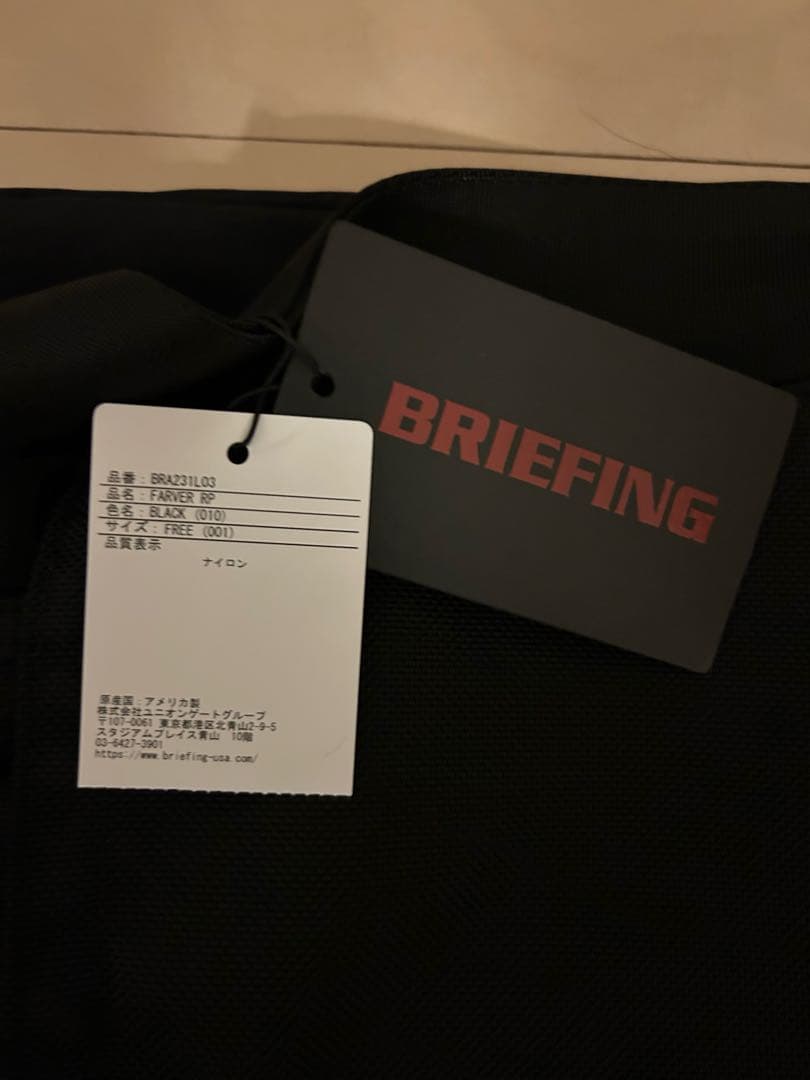 BRIEFING
品番：BRA231L03
品名：FARVER RP
色名：BLACK (010)
サイズ：FREE (001)
品質表示
ナイロン
原産国：アメリカ製
株式会社ユニオンゲートグループ
〒107-0061 東京都港区北青山2-9-5
スタジアムプレイス青山 10階
03-6427-3901
https://www.briefing-usa.com/